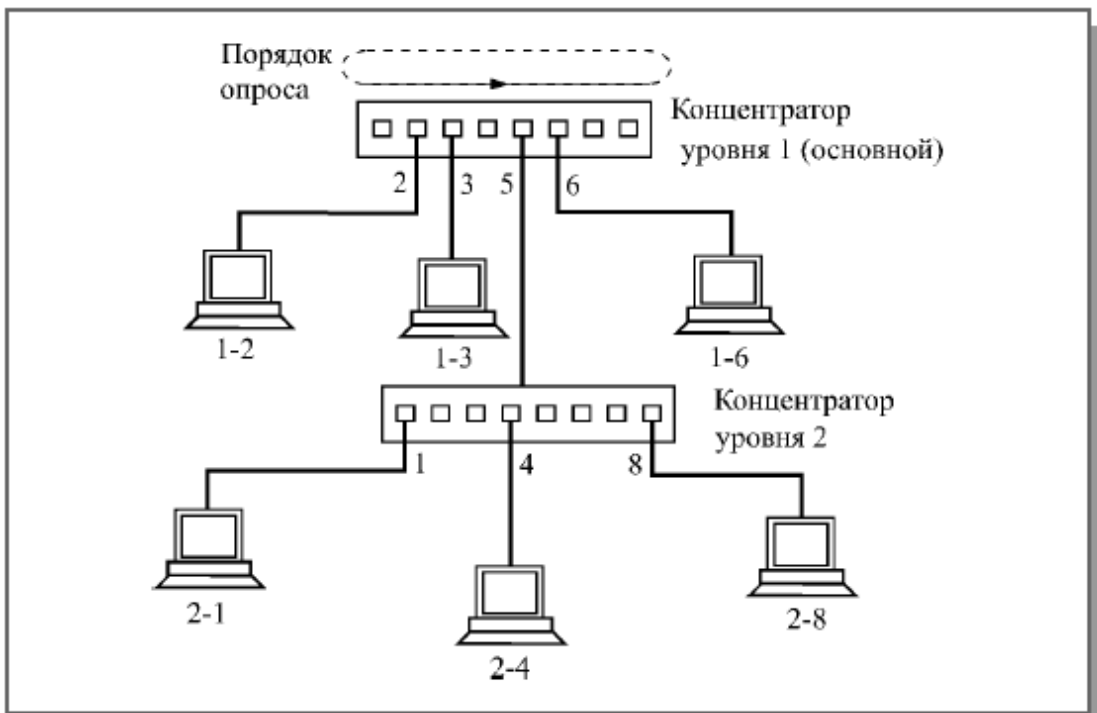 Порядок
опроса
Концентратор
уровня 1 (основной)
2 3 5 6
1-2
1-3
1-6
Концентратор
уровня 2
1 4 8
2-1
2-4
2-8